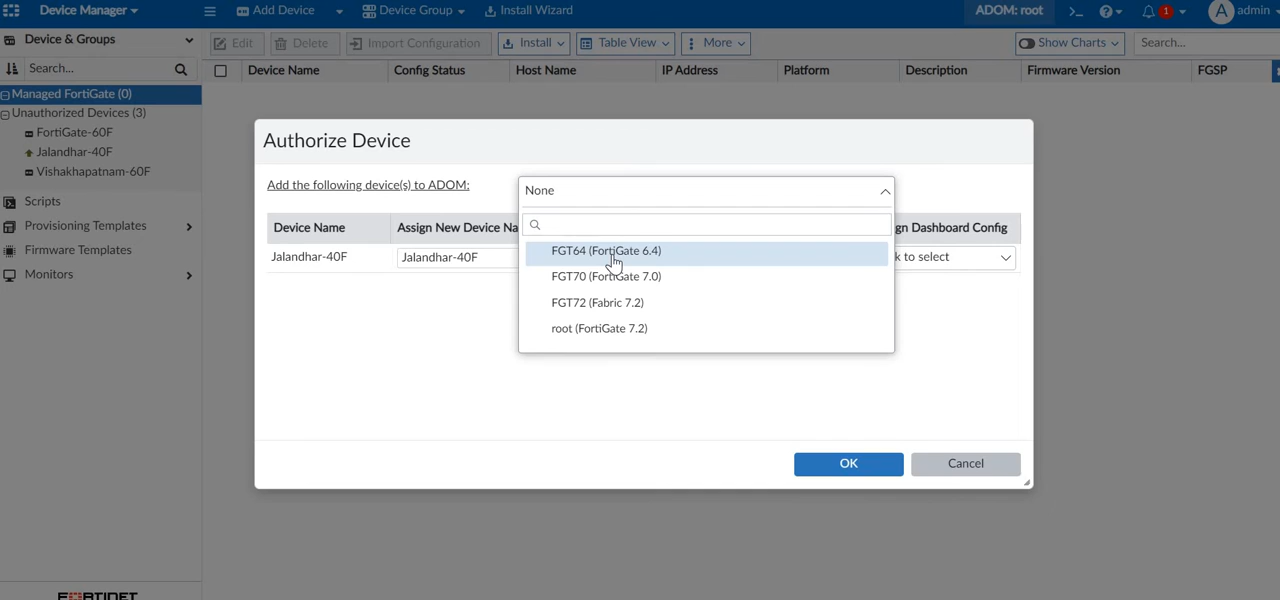 Device Manager
Add Device
Device Group
Install Wizard
ADOM: root
1
A
admin
Device & Groups
Edit
Delete
Import Configuration
Install
Table View
More
Show Charts
Search...
Search...
Device Name
Config Status
Host Name
IP Address
Platform
Description
Firmware Version
FGSP
Managed FortiGate (0)
Unauthorized Devices (3)
FortiGate-60F
Jalandhar-40F
Vishakhapatnam-60F
Scripts
Provisioning Templates
Firmware Templates
Monitors
Authorize Device
Add the following device(s) to ADOM:
None
Device Name
Assign New Device Na
gn Dashboard Config
Jalandhar-40F
Jalandhar-40F
k to select
FGT64 (FortiGate 6.4)
FGT70 (FortiGate 7.0)
FGT72 (Fabric 7.2)
root (FortiGate 7.2)
OK
Cancel
FORTINET